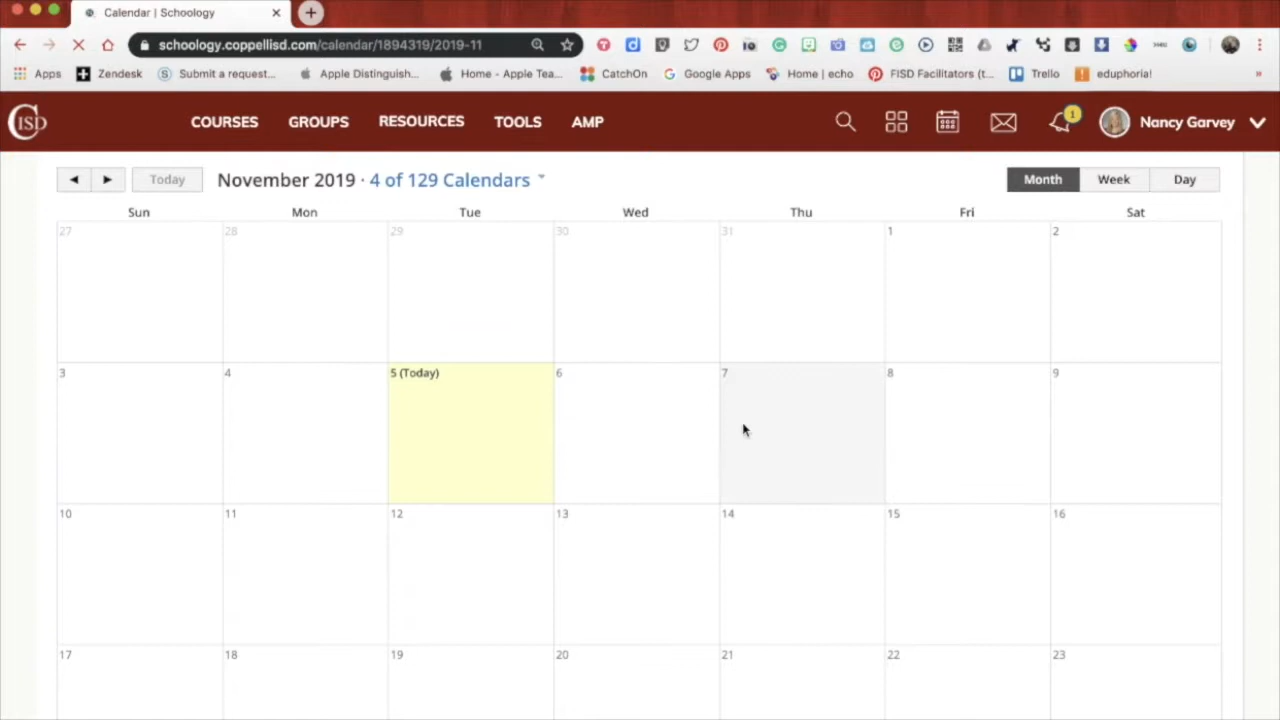 Calendar | Schoology
schoology.coppellisd.com/calendar/1894319/2019-11
Apps Zendesk Submit a request... Apple Distinguish... Home - Apple Tea... CatchOn Google Apps Home | echo FISD Facilitators (t... Trello eduphoria! »
CISD COURSES GROUPS RESOURCES TOOLS AMP 1 Nancy Garvey
Today November 2019 · 4 of 129 Calendars Month Week Day
Sun Mon Tue Wed Thu Fri Sat
27 28 29 30 31 1 2
3 4 5 (Today) 6 7 8 9
10 11 12 13 14 15 16
17 18 19 20 21 22 23